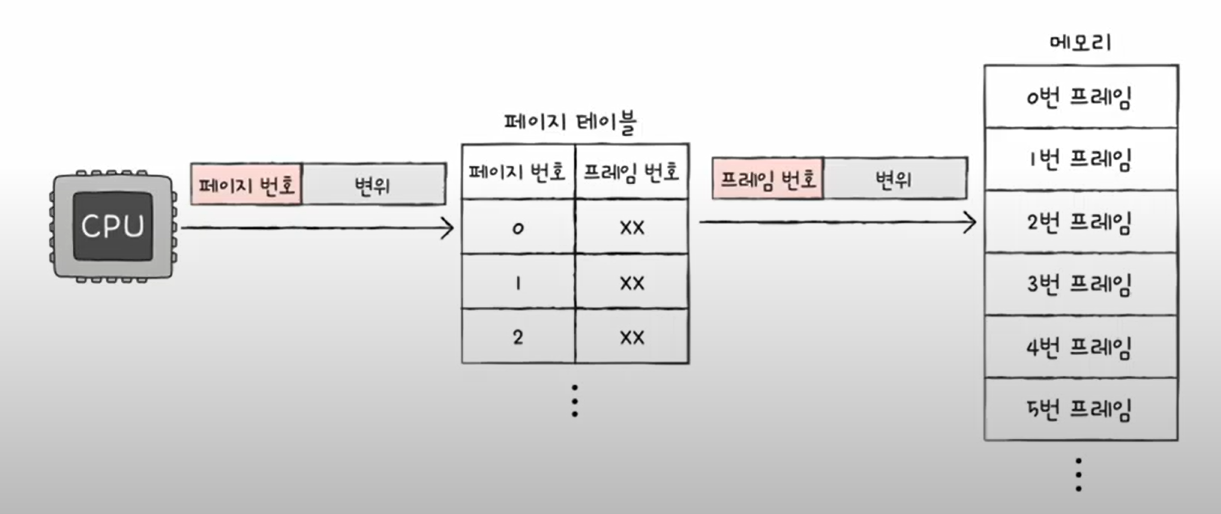 메모리
0번 프레임
1번 프레임
2번 프레임
3번 프레임
4번 프레임
5번 프레임
페이지 테이블
페이지 번호 프레임 번호
0 XX
1 XX
2 XX
페이지 번호 변위
프레임 번호 변위
CPU